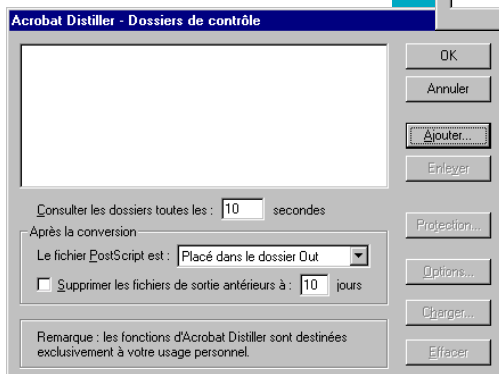 Acrobat Distiller - Dossiers de contrôle
OK
Annuler
Ajouter...
Enlever
Consulter les dossiers toutes les : 10 secondes
Après la conversion
Protection...
Le fichier PostScript est : Placé dans le dossier Out
Options...
Supprimer les fichiers de sortie antérieurs à : 10 jours
Charger...
Remarque : les fonctions d'Acrobat Distiller sont destinées
exclusivement à votre usage personnel.
Effacer